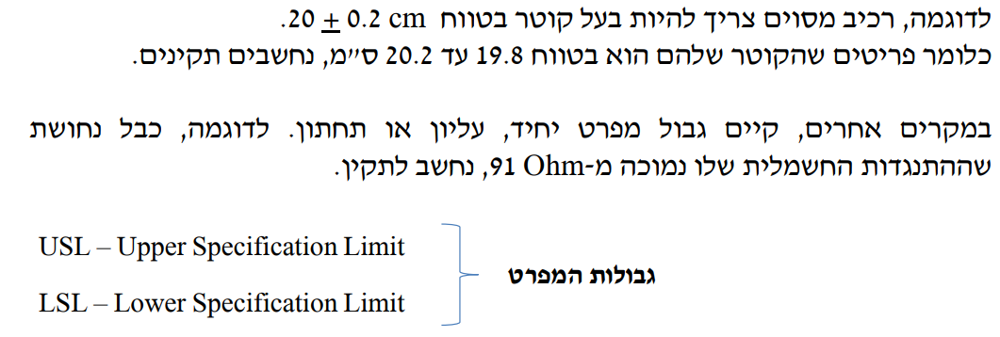 לדוגמה, רכיב מסוים צריך להיות בעל קוטר בטווח 20 ± 0.2 cm.
כלומר פריטים שהקוטר שלהם הוא בטווח 19.8 עד 20.2 ס״מ, נחשבים תקינים.
במקרים אחרים, קיים גבול מפרט יחיד, עליון או תחתון. לדוגמה, כבל נחושת
שההתנגדות החשמלית שלו נמוכה מ-91 Ohm, נחשב לתקין.
USL – Upper Specification Limit
גבולות המפרט
LSL – Lower Specification Limit